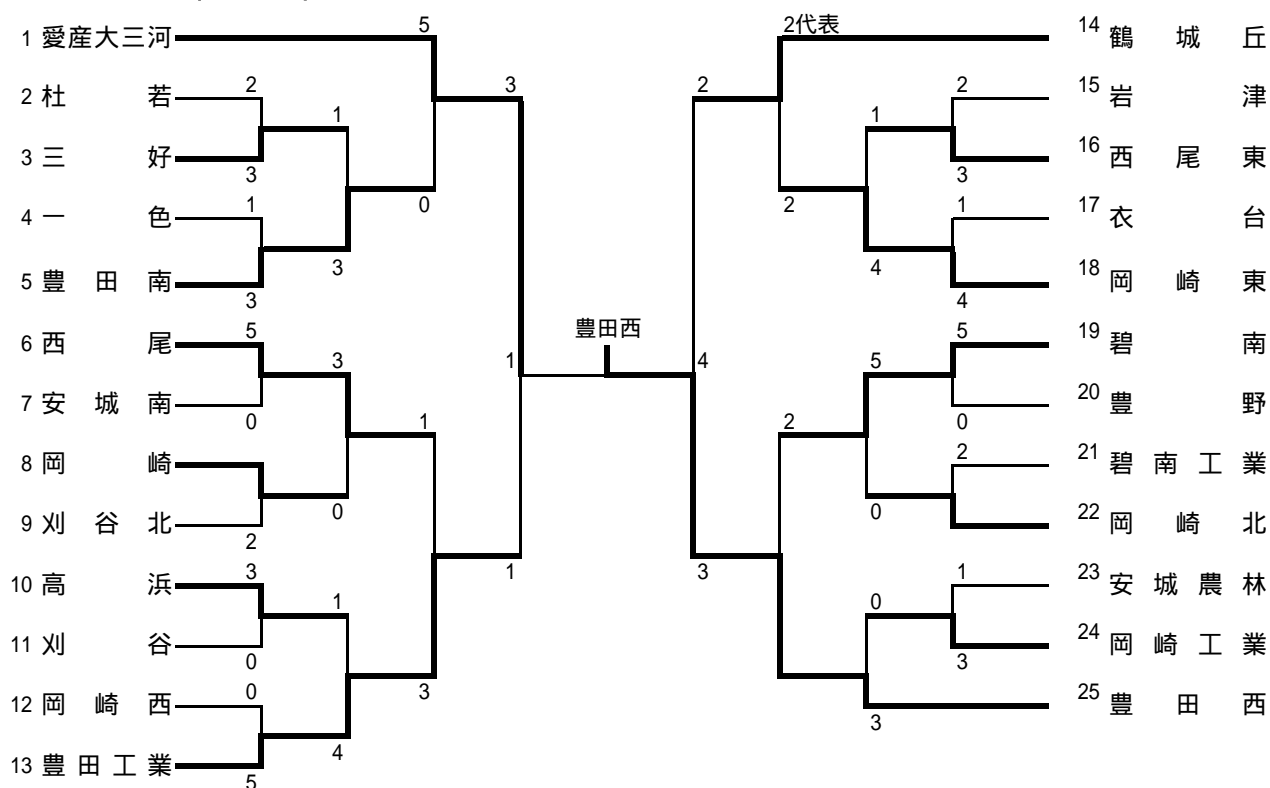 1 愛産大三河
5
2 杜若
2
3 三好
3
1
4 一色
1
5 豊田南
3
3
0
3
6 西尾
5
7 安城南
0
3
8 岡崎
9 刈谷北
2
0
1
10 高浜
3
11 刈谷
0
1
12 岡崎西
0
13 豊田工業
5
4
3
1
1
豊田西
4
2
2代表
14 鶴城丘
15 岩津
2
16 西尾東
3
1
17 衣台
1
18 岡崎東
4
4
2
19 碧南
5
20 豊野
0
5
21 碧南工業
2
22 岡崎北
0
2
23 安城農林
1
24 岡崎工業
3
0
25 豊田西
3
3